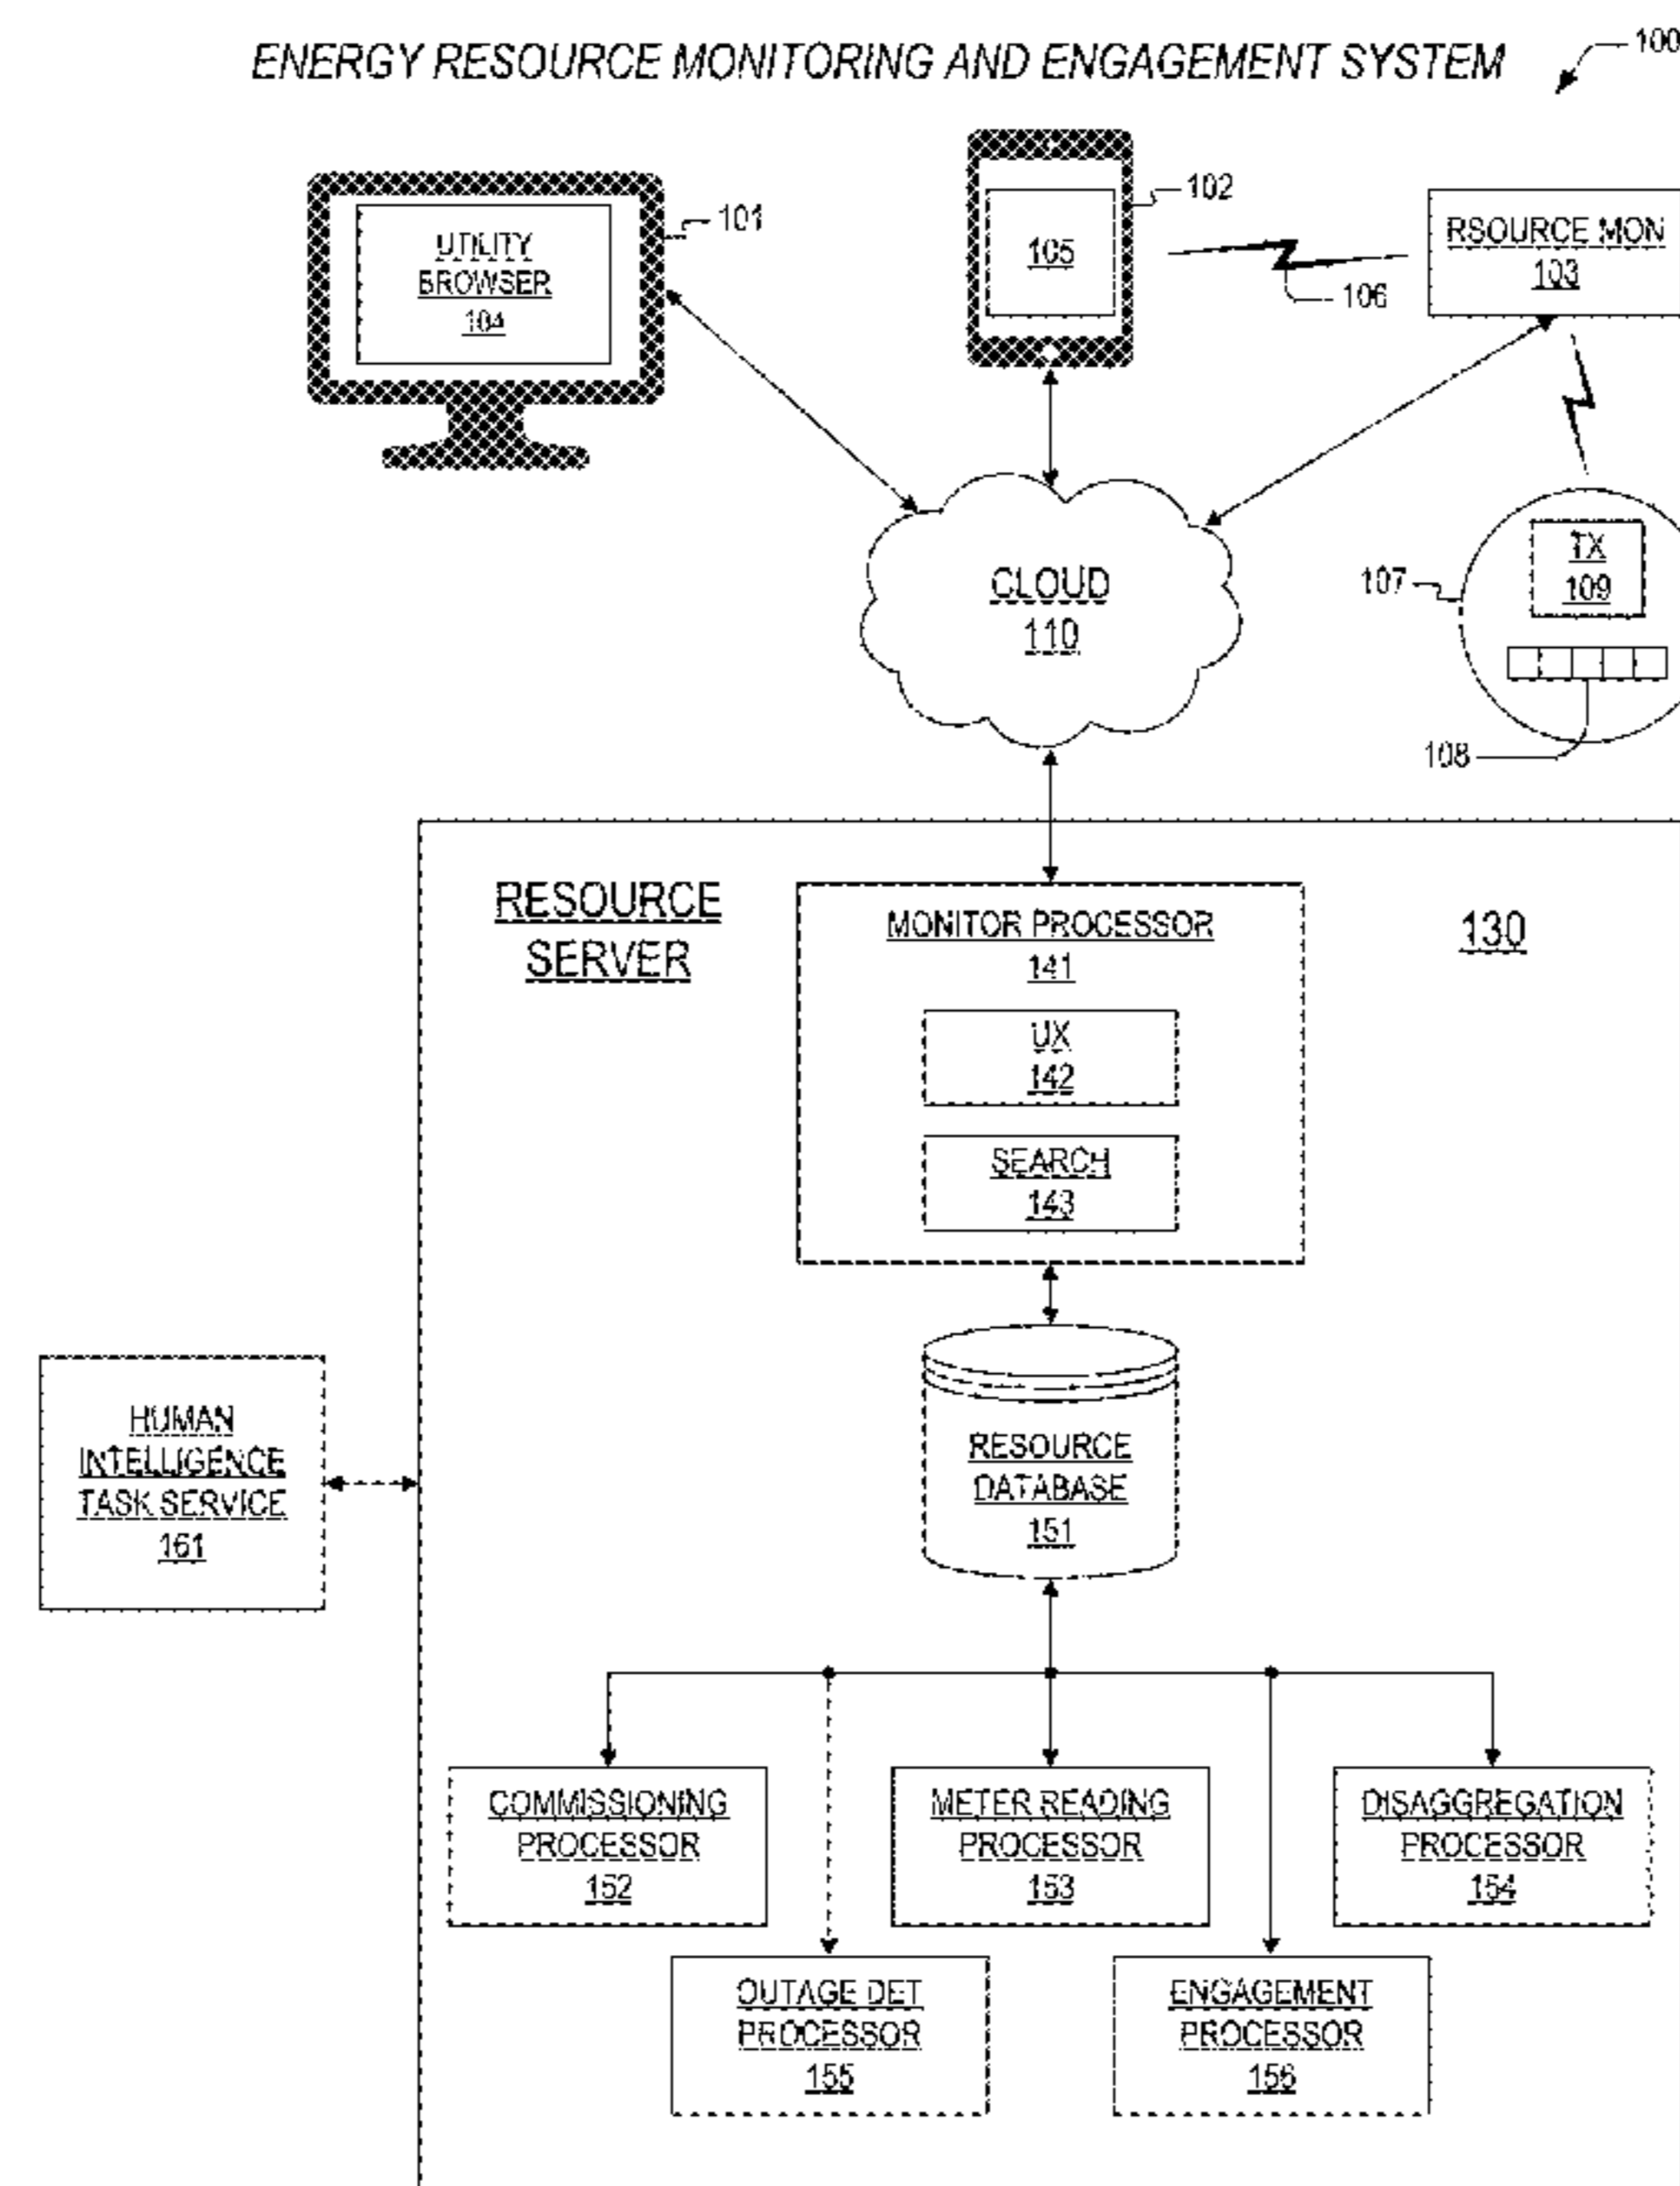 ENERGY RESOURCE MONITORING AND ENGAGEMENT SYSTEM
100
UTILITY
BROWSER
104
101
105
102
106
RSOURCE MON
103
CLOUD
110
107
TX
109
108
RESOURCE
SERVER
130
MONITOR PROCESSOR
141
UX
142
SEARCH
143
HUMAN
INTELLIGENCE
TASK SERVICE
161
RESOURCE
DATABASE
151
COMMISSIONING
PROCESSOR
152
METER READING
PROCESSOR
153
DISAGGREGATION
PROCESSOR
154
OUTAGE DET
PROCESSOR
155
ENGAGEMENT
PROCESSOR
156